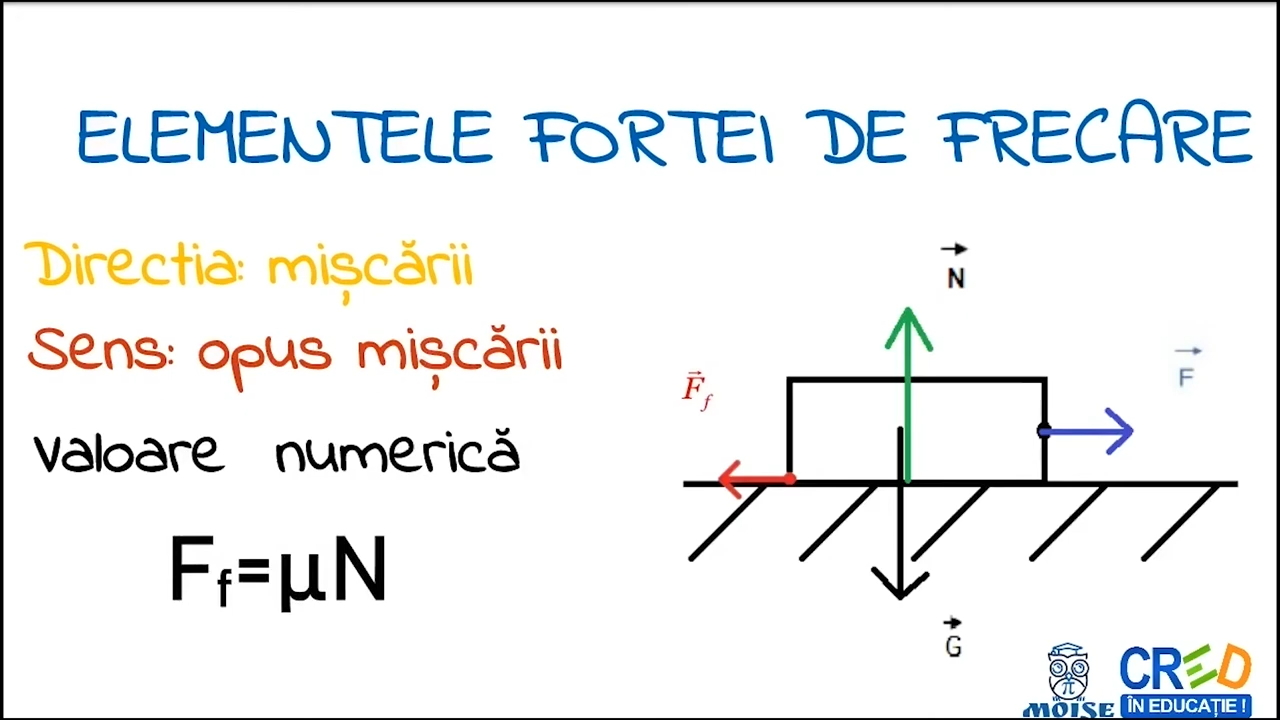 ELEMENTELE FORTEI DE FRECARE
Directia: mișcării
Sens: opus mișcării
Valoare numerică
Ff=μN
N
F
Ff
G
π
MOISE
CRED
ÎN EDUCAȚIE !